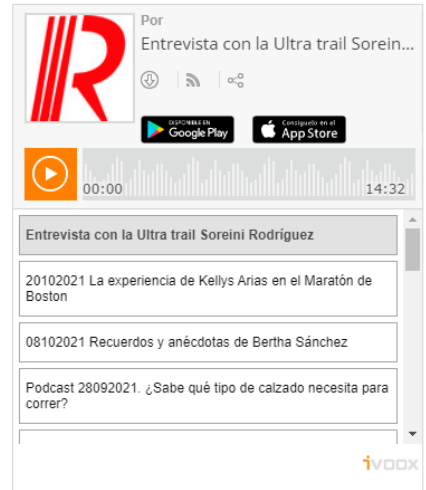 R
Por
Entrevista con la Ultra trail Sorein...
DISPONIBLE EN
Google Play
Consíguelo en el
App Store
00:00
14:32
Entrevista con la Ultra trail Soreini Rodríguez
20102021 La experiencia de Kellys Arias en el Maratón de
Boston
08102021 Recuerdos y anécdotas de Bertha Sánchez
Podcast 28092021. ¿Sabe qué tipo de calzado necesita para
correr?
ivoox